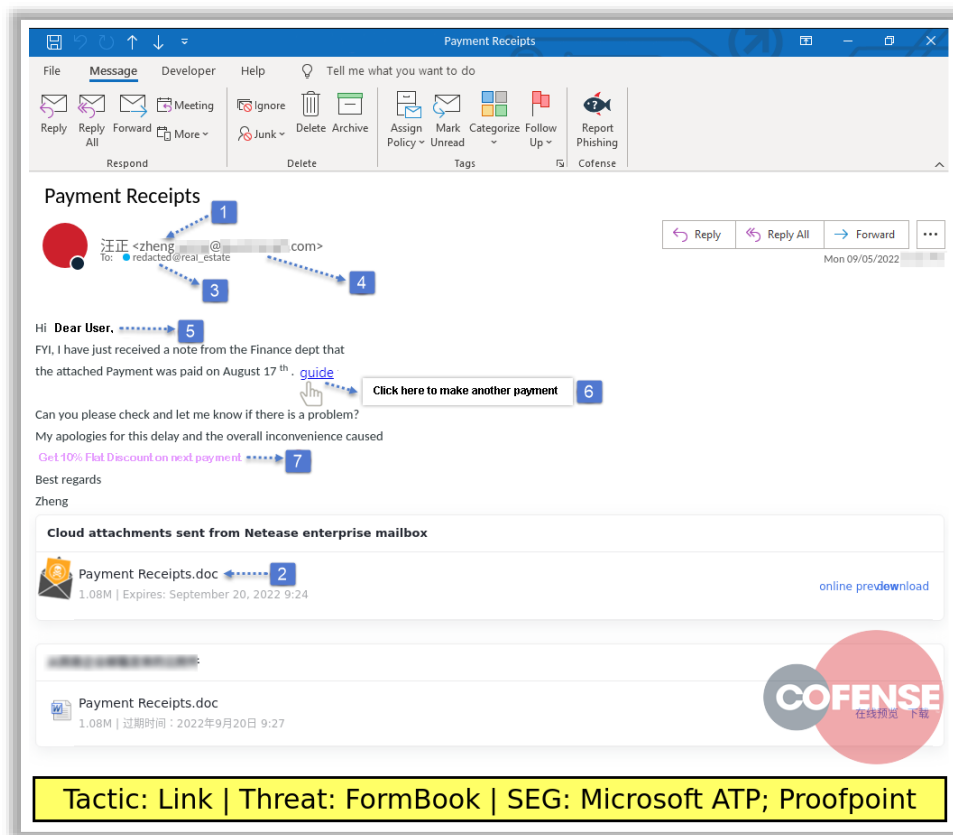 Payment Receipts
File Message Developer Help Tell me what you want to do
Reply
Reply All
Forward
Meeting
More
Ignore
Junk
Delete
Archive
Assign Policy
Mark Unread
Categorize
Follow Up
Report Phishing
Respond
Delete
Tags
Cofense
Payment Receipts
1
汪正 <zheng @ .com>
To: redacted@real_estate
3
4
Reply Reply All Forward ...
Mon 09/05/2022
Hi Dear User,
5
FYI, I have just received a note from the Finance dept that
the attached Payment was paid on August 17 th . guide
Click here to make another payment
6
Can you please check and let me know if there is a problem?
My apologies for this delay and the overall inconvenience caused
Get 10% Flat Discount on next payment
7
Best regards
Zheng
Cloud attachments sent from Netease enterprise mailbox
Payment Receipts.doc
2
1.08M | Expires: September 20, 2022 9:24
online preview download
Payment Receipts.doc
1.08M | 过期时间：2022年9月20日 9:27
在线预览 下载
COFENSE
Tactic: Link | Threat: FormBook | SEG: Microsoft ATP; Proofpoint